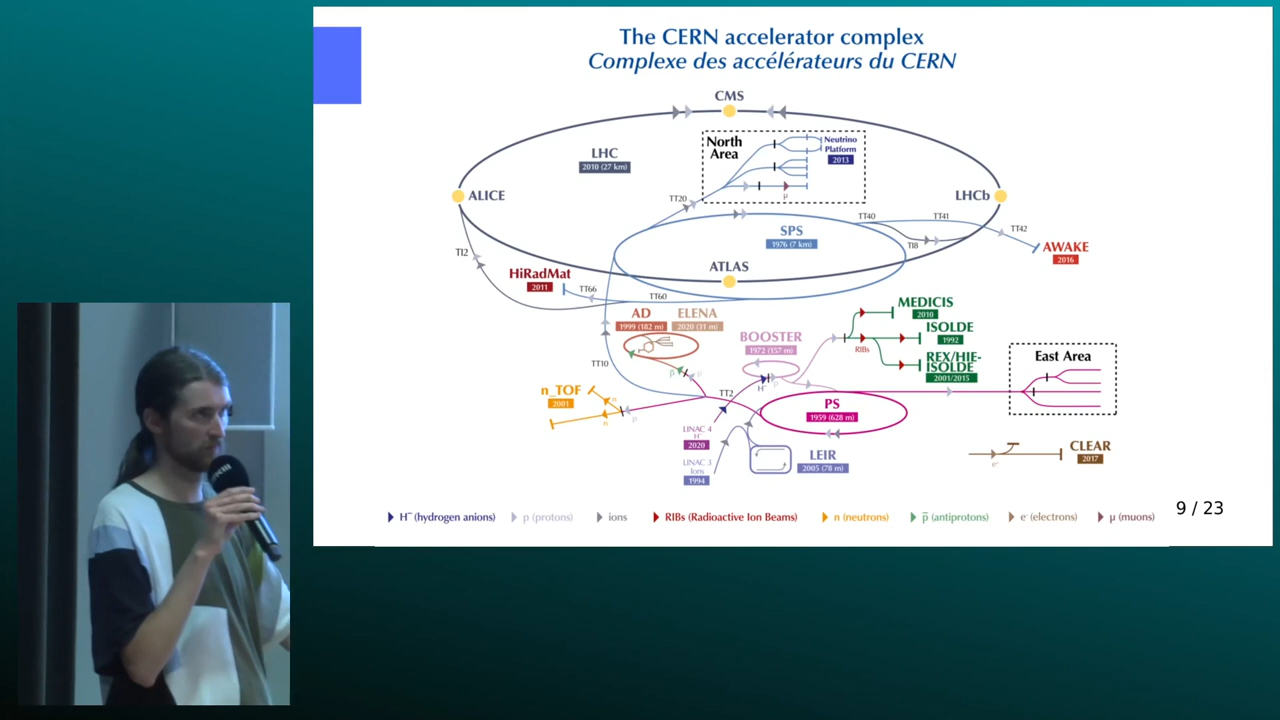 The CERN accelerator complex
Complexe des accélérateurs du CERN
CMS
North
Area
Neutrino
Platform
2013
LHC
2010 (27 km)
μ
ALICE
LHCb
TT20
TT40
TT41
TT42
SPS
1976 (7 km)
TI8
AWAKE
2016
TI2
ATLAS
HiRadMat
2011
TT66
TT60
AD
1999 (182 m)
ELENA
2020 (31 m)
MEDICIS
2010
BOOSTER
1972 (157 m)
ISOLDE
1992
RIBs
REX/HIE-
ISOLDE
2001/2015
East Area
TT10
p̄
p
H⁻
p
n_TOF
2001
n
n
p
TT2
PS
1959 (628 m)
LINAC 4
H⁻
2020
LINAC 3
Ions
1994
LEIR
2005 (78 m)
CLEAR
2017
e⁻
H⁻ (hydrogen anions)
p (protons)
ions
RIBs (Radioactive Ion Beams)
n (neutrons)
p̄ (antiprotons)
e⁻ (electrons)
μ (muons)
9 / 23